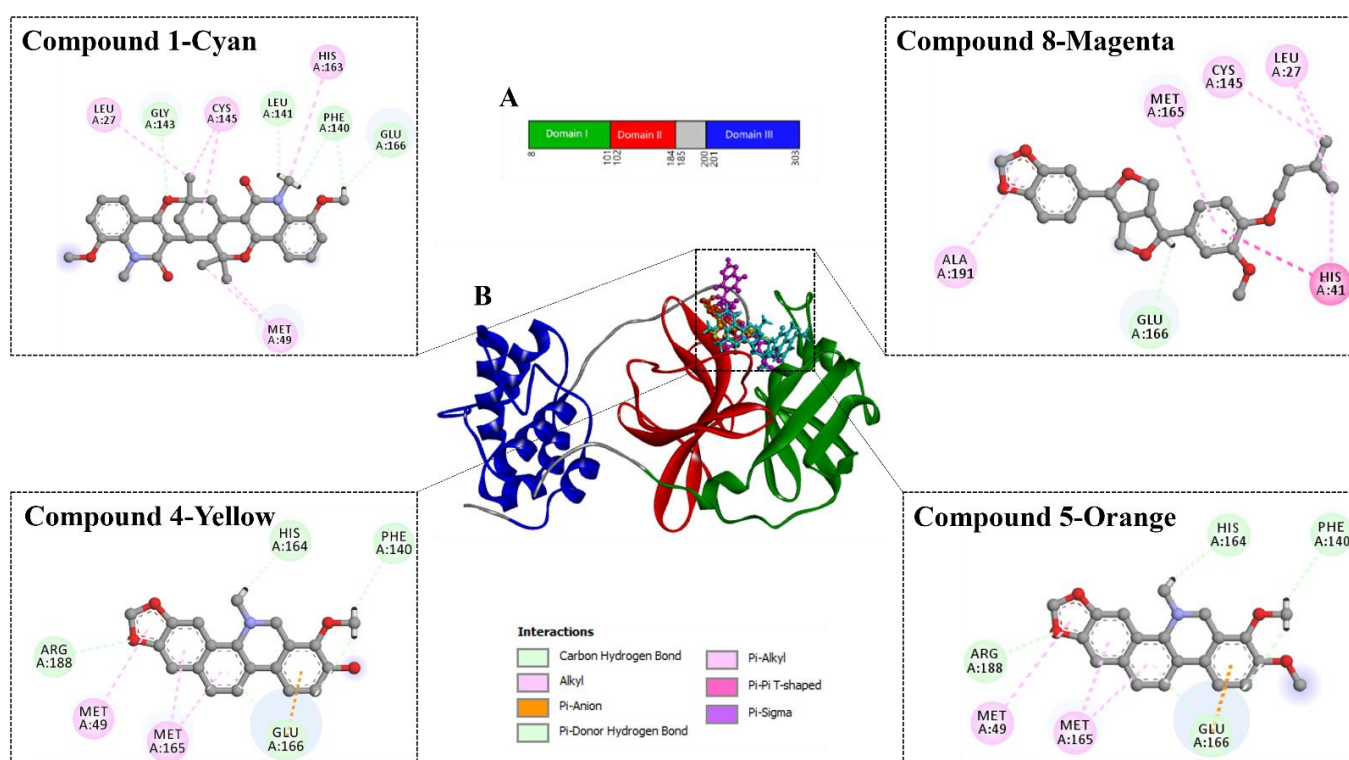 Compound 1-Cyan
HIS
A:163
LEU
A:27
GLY
A:143
CYS
A:145
LEU
A:141
PHE
A:140
GLU
A:166
MET
A:49
A
Domain I
Domain II
Domain III
8
101
102
184
185
200
201
303
Compound 8-Magenta
LEU
A:27
CYS
A:145
MET
A:165
ALA
A:191
GLU
A:166
HIS
A:41
B
Compound 4-Yellow
HIS
A:164
PHE
A:140
ARG
A:188
MET
A:49
MET
A:165
GLU
A:166
Interactions
Carbon Hydrogen Bond
Alkyl
Pi-Anion
Pi-Donor Hydrogen Bond
Pi-Alkyl
Pi-Pi T-shaped
Pi-Sigma
Compound 5-Orange
HIS
A:164
PHE
A:140
ARG
A:188
MET
A:49
MET
A:165
GLU
A:166